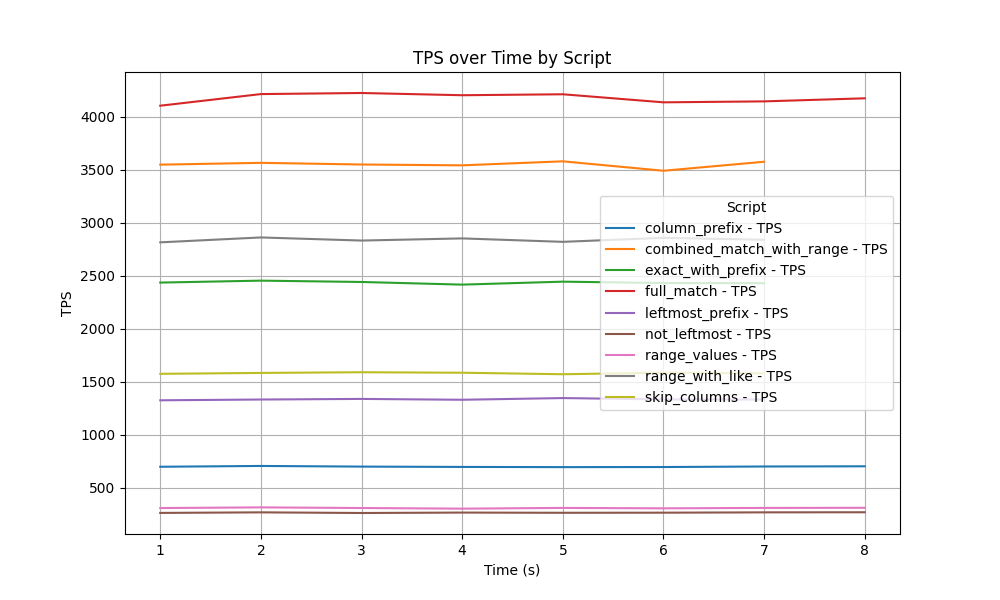 TPS over Time by Script
TPS
4000
3500
3000
2500
2000
1500
1000
500
Script
column_prefix - TPS
combined_match_with_range - TPS
exact_with_prefix - TPS
full_match - TPS
leftmost_prefix - TPS
not_leftmost - TPS
range_values - TPS
range_with_like - TPS
skip_columns - TPS
1 2 3 4 5 6 7 8
Time (s)